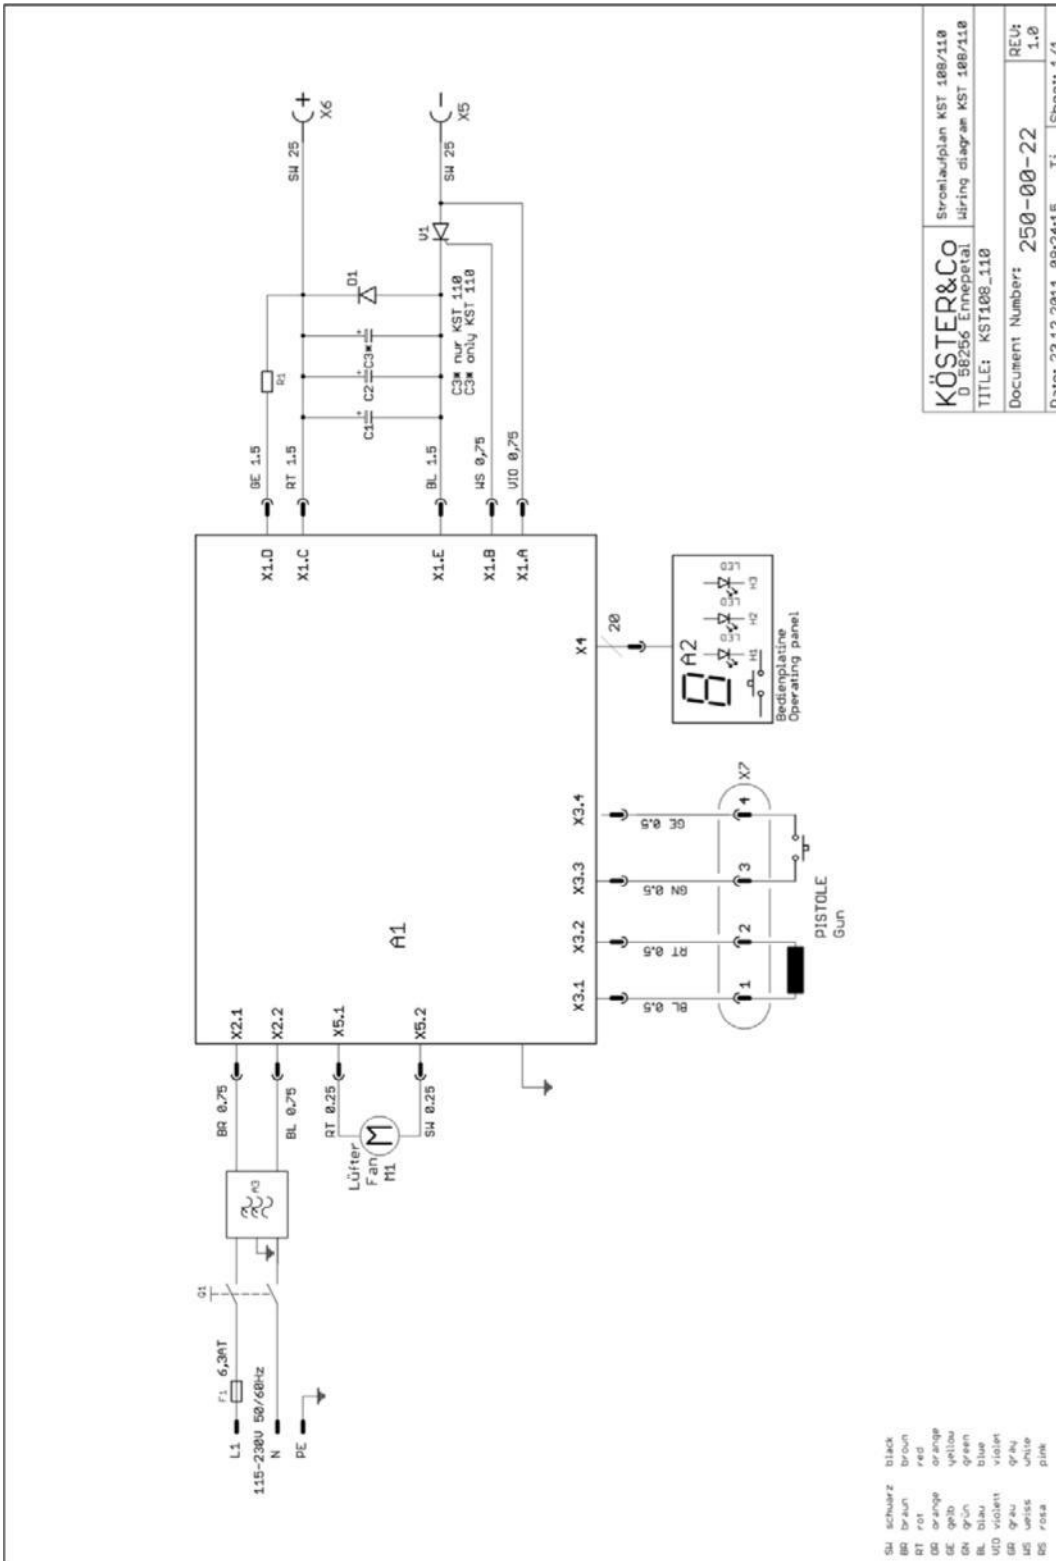 L1
F1
6,3AT
115-230V 50/60Hz
N
PE
Q1
A3
BR 0.75
BL 0.75
X2.1
X2.2
RT 0.25
SW 0.25
Lüfter
Fan
M1
M
X5.1
X5.2
A1
X1.D
X1.C
X1.E
X1.B
X1.A
GE 1.5
RT 1.5
BL 1.5
WS 0,75
VIO 0,75
R1
C1
+
C2
+
C3*
+
D1
V1
C3* nur KST 110
C3* only KST 110
SW 25
+
X6
SW 25
−
X5
X3.1
X3.2
X3.3
X3.4
X4
BL 0.5
RT 0.5
GN 0.5
GE 0.5
20
1
2
3
4
X7
PISTOLE
Gun
A2
H1
H2
H3
LED
LED
LED
Bedienplatine
Operating panel
SW schwarz black
BR braun brown
RT rot red
OR orange orange
GE gelb yellow
GN grün green
BL blau blue
VIO violett violet
GR grau gray
WS weiss white
RS rosa pink
KÖSTER&Co
D 58256 Ennepetal
Stromlaufplan KST 108/110
Wiring diagram KST 108/110
TITLE: KST108_110
Document Number:
250-00-22
REV:
1.0
Date: 23.12.2011 Ti Sheet: 1/1